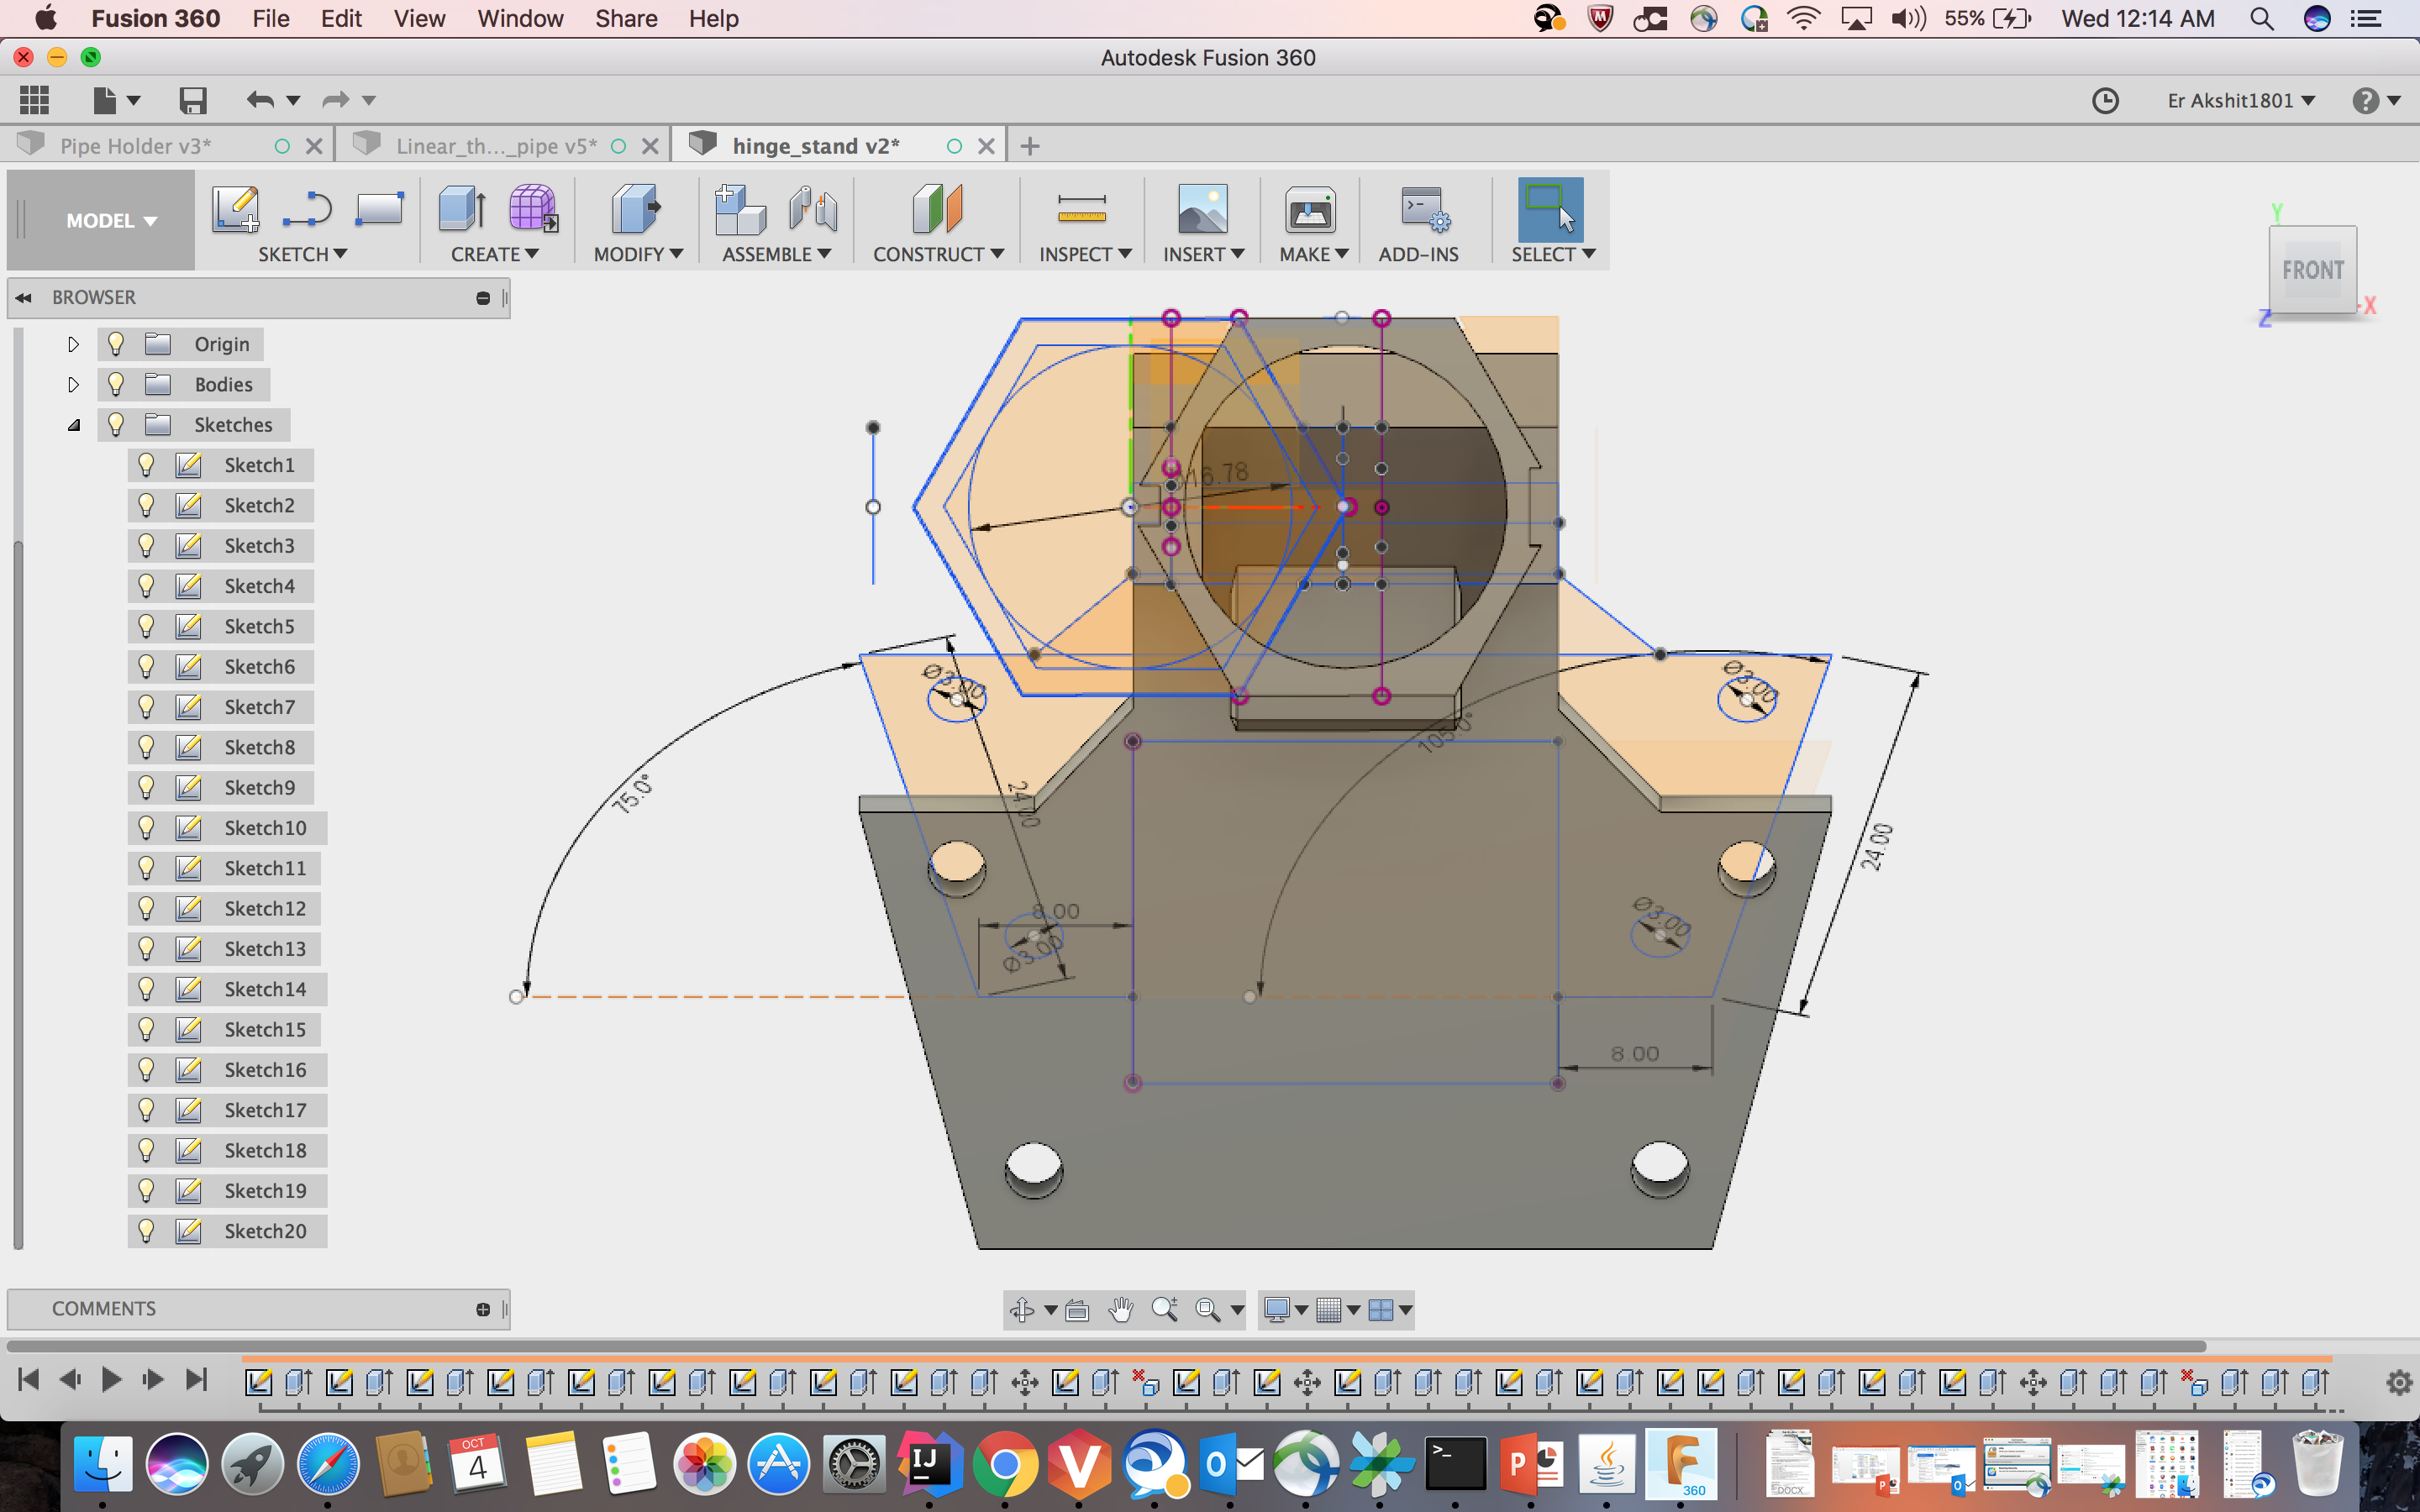 Fusion 360 File Edit View Window Share Help 55% Wed 12:14 AM
Autodesk Fusion 360
Er Akshit1801
Pipe Holder v3* Linear_th..._pipe v5* hinge_stand v2*
MODEL SKETCH CREATE MODIFY ASSEMBLE CONSTRUCT INSPECT INSERT MAKE ADD-INS SELECT
Y
FRONT
X
Z
BROWSER
Origin
Bodies
Sketches
Sketch1
Sketch2
Sketch3
Sketch4
Sketch5
Sketch6
Sketch7
Sketch8
Sketch9
Sketch10
Sketch11
Sketch12
Sketch13
Sketch14
Sketch15
Sketch16
Sketch17
Sketch18
Sketch19
Sketch20
16.78
Ø3.00
Ø3.00
105.0°
75.0°
24.00
24.00
8.00
Ø3.00
Ø3.00
8.00
COMMENTS
OCT
4
IJ
O
>_
P
360
DOCX